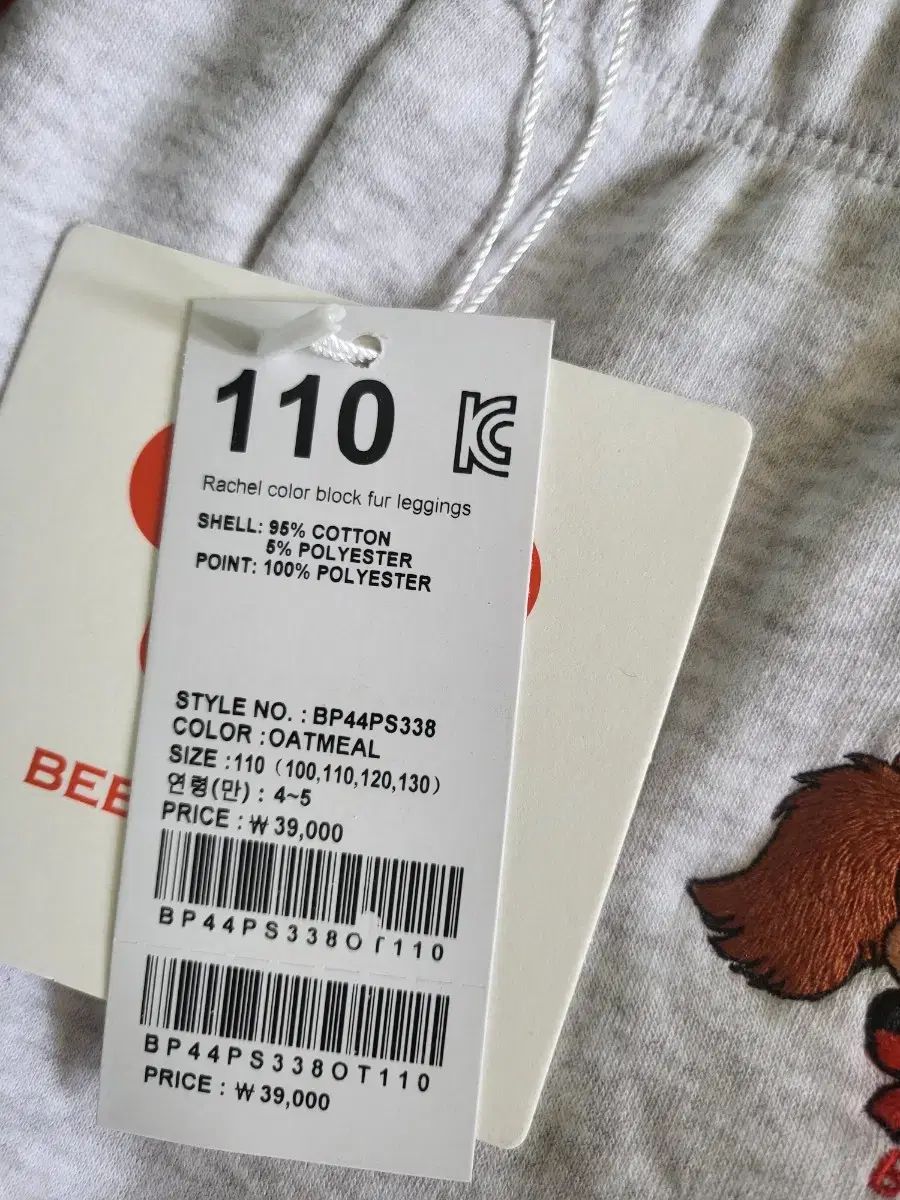 110
Rachel color block fur leggings
SHELL: 95% COTTON
5% POLYESTER
POINT: 100% POLYESTER
STYLE NO. : BP44PS338
COLOR :OATMEAL
SIZE :110 (100,110,120,130)
연령(만) : 4~5
PRICE : ₩ 39,000
BP44PS338OT110
BP44PS338OT110
PRICE : ₩ 39,000
BEE